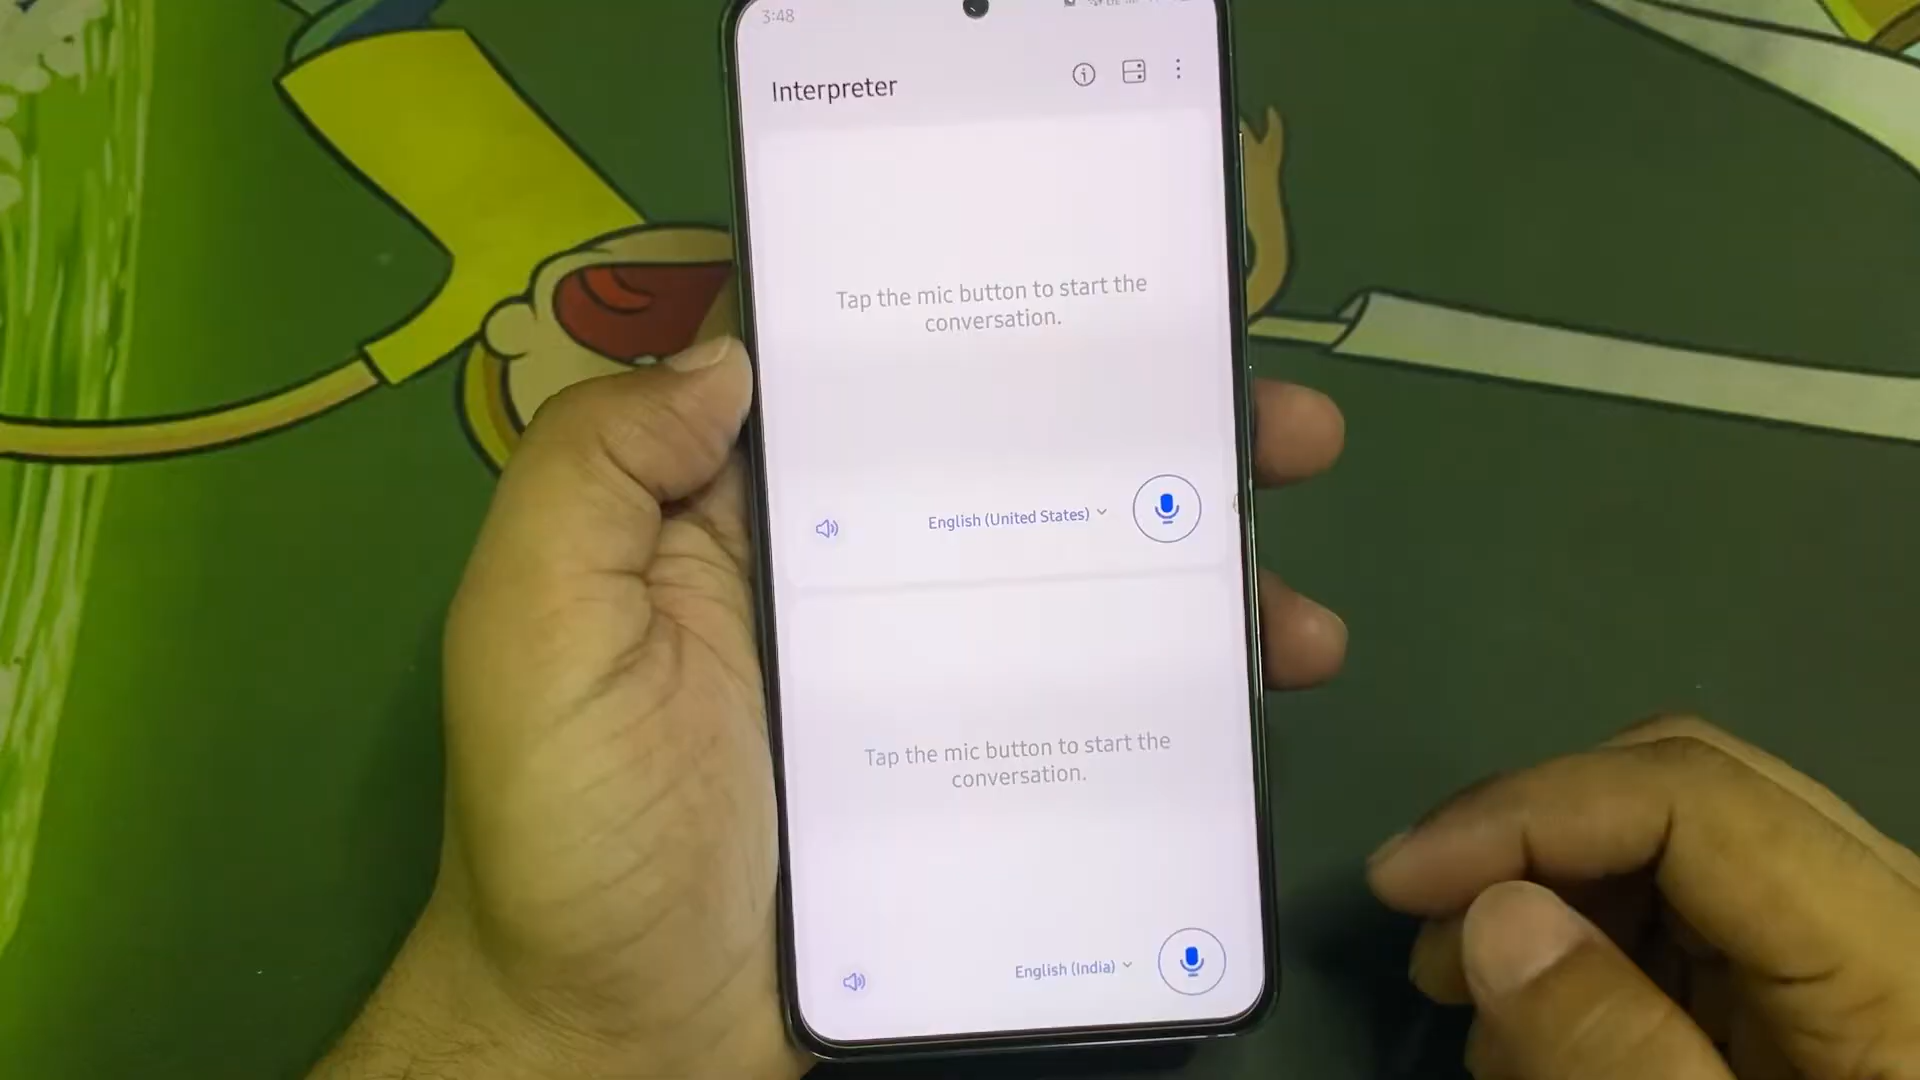 3:48
Interpreter
Tap the mic button to start the
conversation.
English (United States)
Tap the mic button to start the
conversation.
English (India)